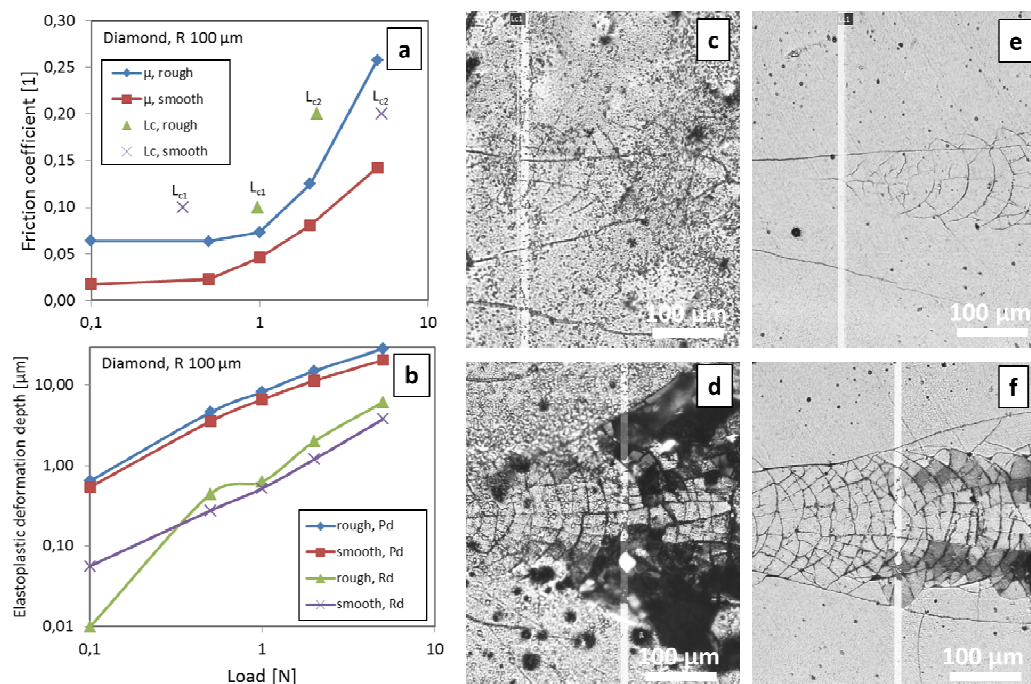 Diamond, R 100 µm
a
µ, rough
µ, smooth
Lc, rough
Lc, smooth
Lc1
Lc1
Lc2
Lc2
Friction coefficient [1]
0,30
0,25
0,20
0,15
0,10
0,05
0,00
0,1
1
10
Diamond, R 100 µm
b
Elastoplastic deformation depth [µm]
10,00
1,00
0,10
0,01
rough, Pd
smooth, Pd
rough, Rd
smooth, Rd
0,1
1
10
Load [N]
Lc1
c
100 µm
d
100 µm
e
100 µm
f
100 µm